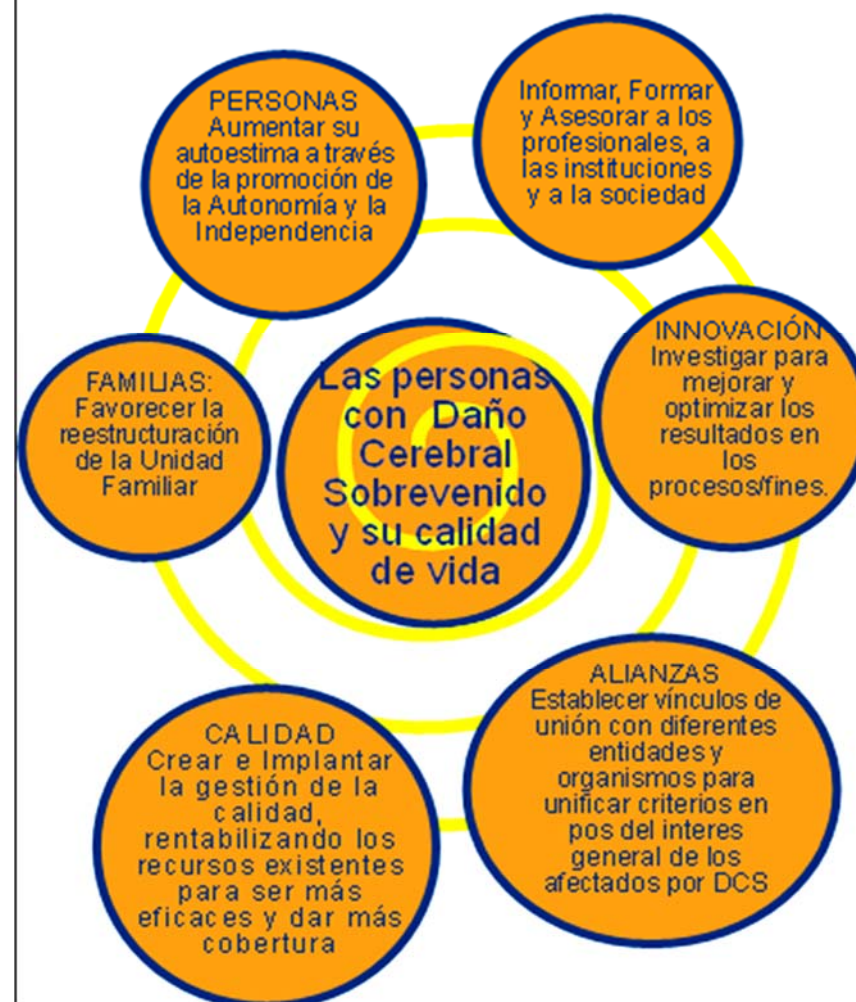 PERSONAS
Aumentar su
autoestima a través
de la promoción de
la Autonomía y la
Independencia
Informar, Formar
y Asesorar a los
profesionales, a
las instituciones
y a la sociedad
FAMILIAS:
Favorecer la
reestructuración
de la Unidad
Familiar
Las personas
con Daño
Cerebral
Sobrevenido
y su calidad
de vida
INNOVACIÓN
Investigar para
mejorar y
optimizar los
resultados en
los
procesos/fines.
CALIDAD
Crear e Implantar
la gestión de la
calidad,
rentabilizando los
recursos existentes
para ser más
eficaces y dar más
cobertura
ALIANZAS
Establecer vínculos de
unión con diferentes
entidades y
organismos para
unificar criterios en
pos del interes
general de los
afectados por DCS